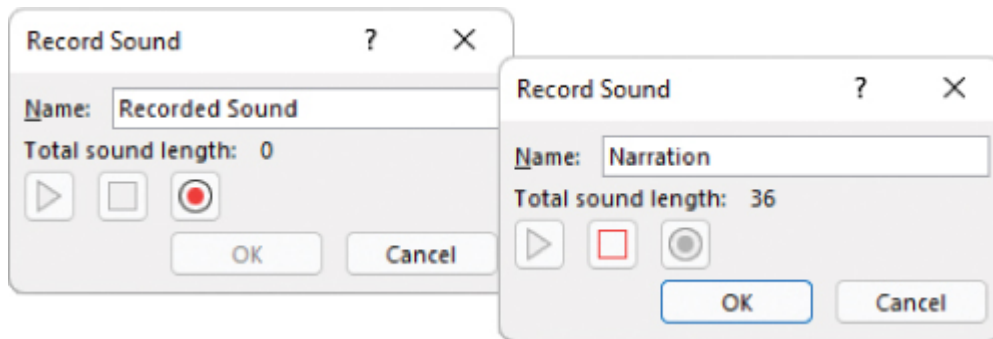 Record Sound ? ×
Name: Recorded Sound
Total sound length: 0
OK Cancel
Record Sound ? ×
Name: Narration
Total sound length: 36
OK Cancel